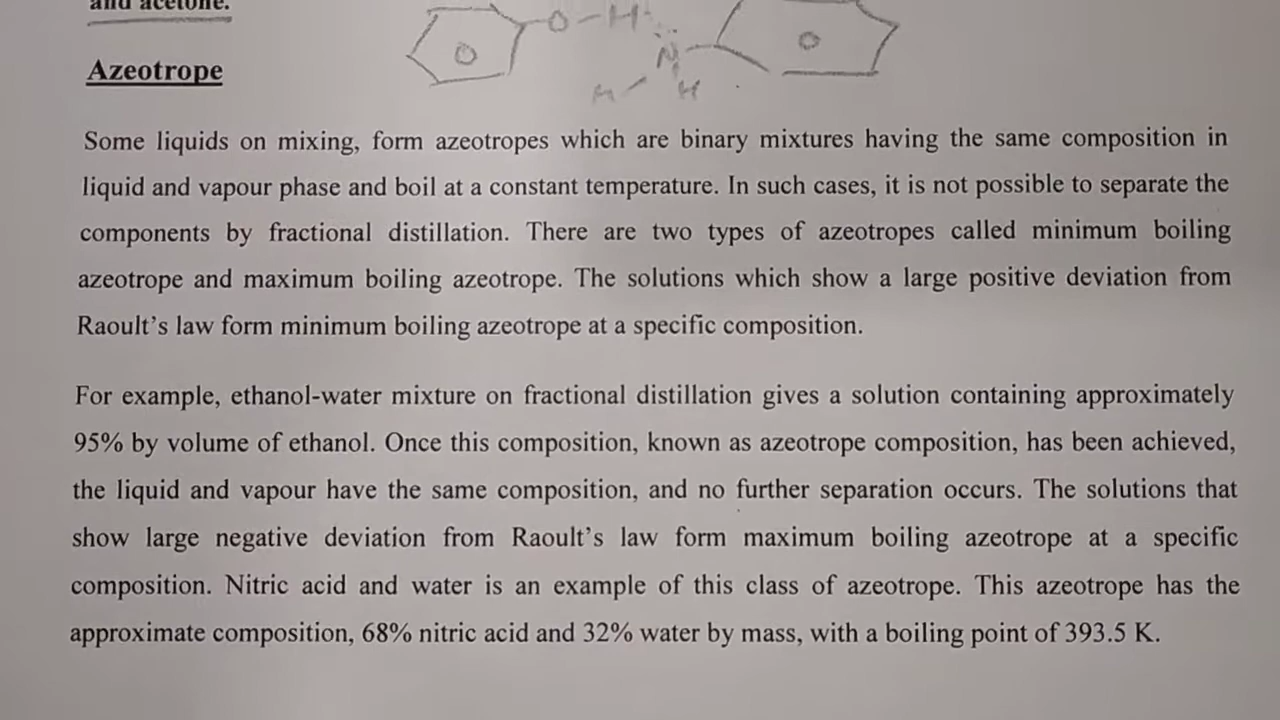 and acetone.
O-H
N
H H
Azeotrope
Some liquids on mixing, form azeotropes which are binary mixtures having the same composition in
liquid and vapour phase and boil at a constant temperature. In such cases, it is not possible to separate the
components by fractional distillation. There are two types of azeotropes called minimum boiling
azeotrope and maximum boiling azeotrope. The solutions which show a large positive deviation from
Raoult's law form minimum boiling azeotrope at a specific composition.
For example, ethanol-water mixture on fractional distillation gives a solution containing approximately
95% by volume of ethanol. Once this composition, known as azeotrope composition, has been achieved,
the liquid and vapour have the same composition, and no further separation occurs. The solutions that
show large negative deviation from Raoult's law form maximum boiling azeotrope at a specific
composition. Nitric acid and water is an example of this class of azeotrope. This azeotrope has the
approximate composition, 68% nitric acid and 32% water by mass, with a boiling point of 393.5 K.